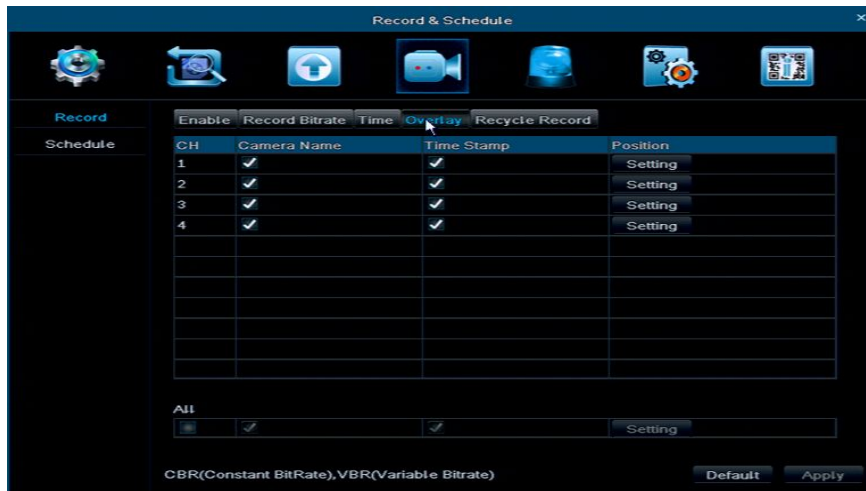 Record & Schedule ×
Record Enable Record Bitrate Time Overlay Recycle Record
Schedule CH Camera Name Time Stamp Position
1 Setting
2 Setting
3 Setting
4 Setting
All
Setting
CBR(Constant BitRate),VBR(Variable Bitrate) Default Apply